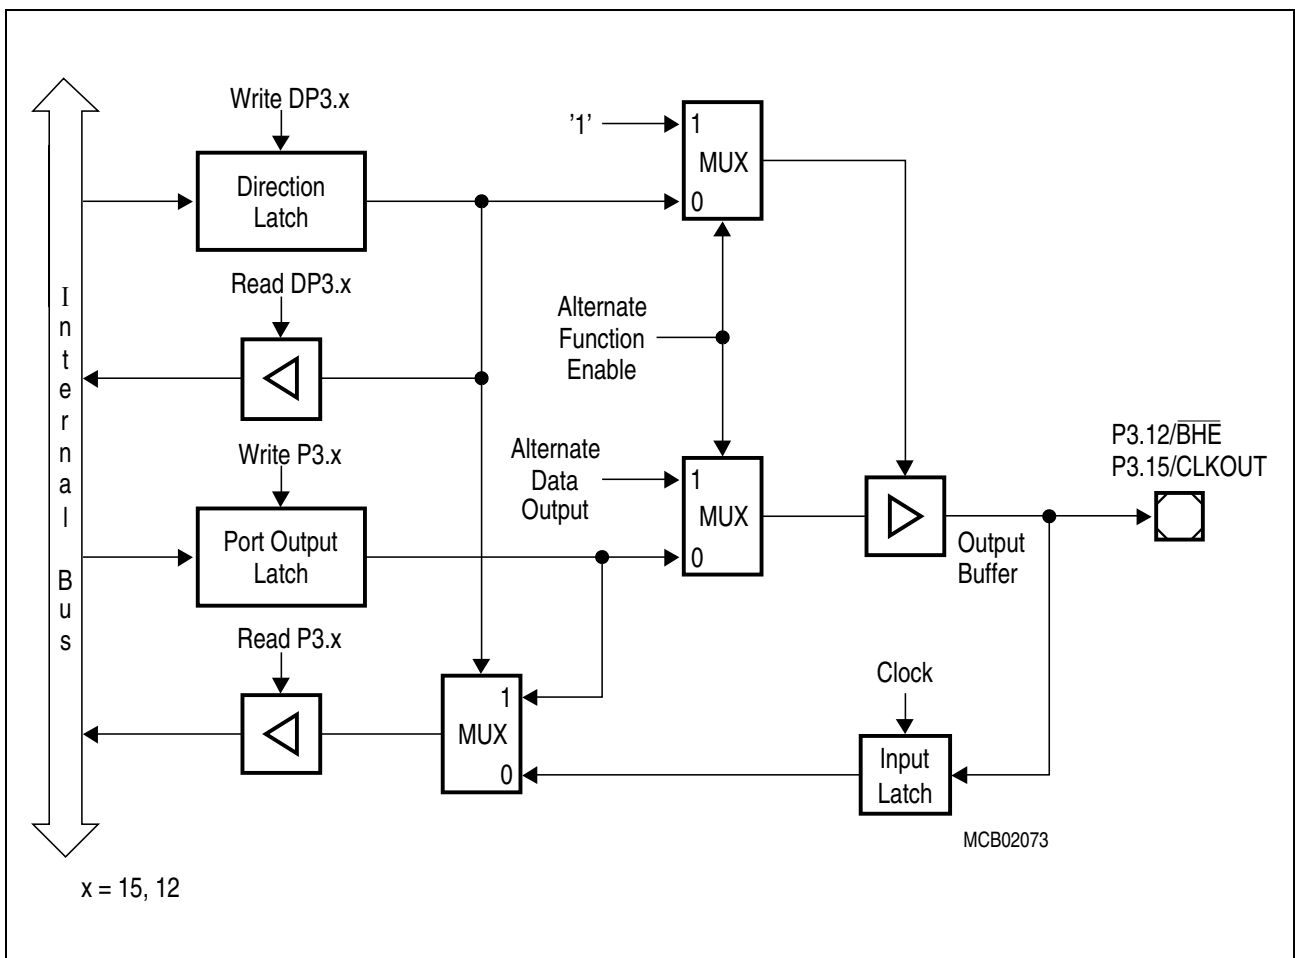 Write DP3.x
'1'
1
MUX
0
Direction
Latch
Read DP3.x
Internal Bus
Alternate
Function
Enable
Write P3.x
Alternate
Data
Output
1
MUX
0
P3.12/BHE
P3.15/CLKOUT
Port Output
Latch
Output
Buffer
Read P3.x
1
MUX
0
Clock
Input
Latch
MCB02073
x = 15, 12